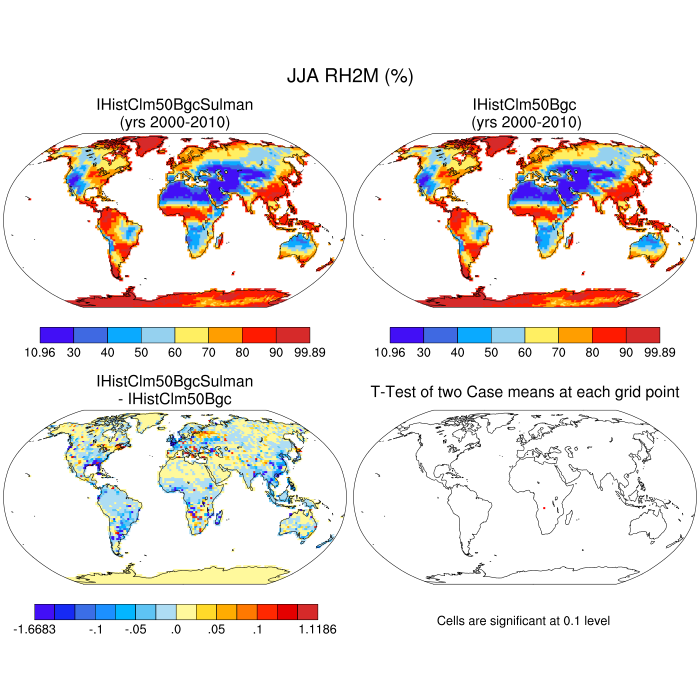 JJA RH2M (%)
IHistClm50BgcSulman
(yrs 2000-2010)
IHistClm50Bgc
(yrs 2000-2010)
10.96 30 40 50 60 70 80 90 99.89
10.96 30 40 50 60 70 80 90 99.89
IHistClm50BgcSulman
- IHistClm50Bgc
T-Test of two Case means at each grid point
-1.6683 -.1 -.05 .0 .05 .1 1.1186
Cells are significant at 0.1 level